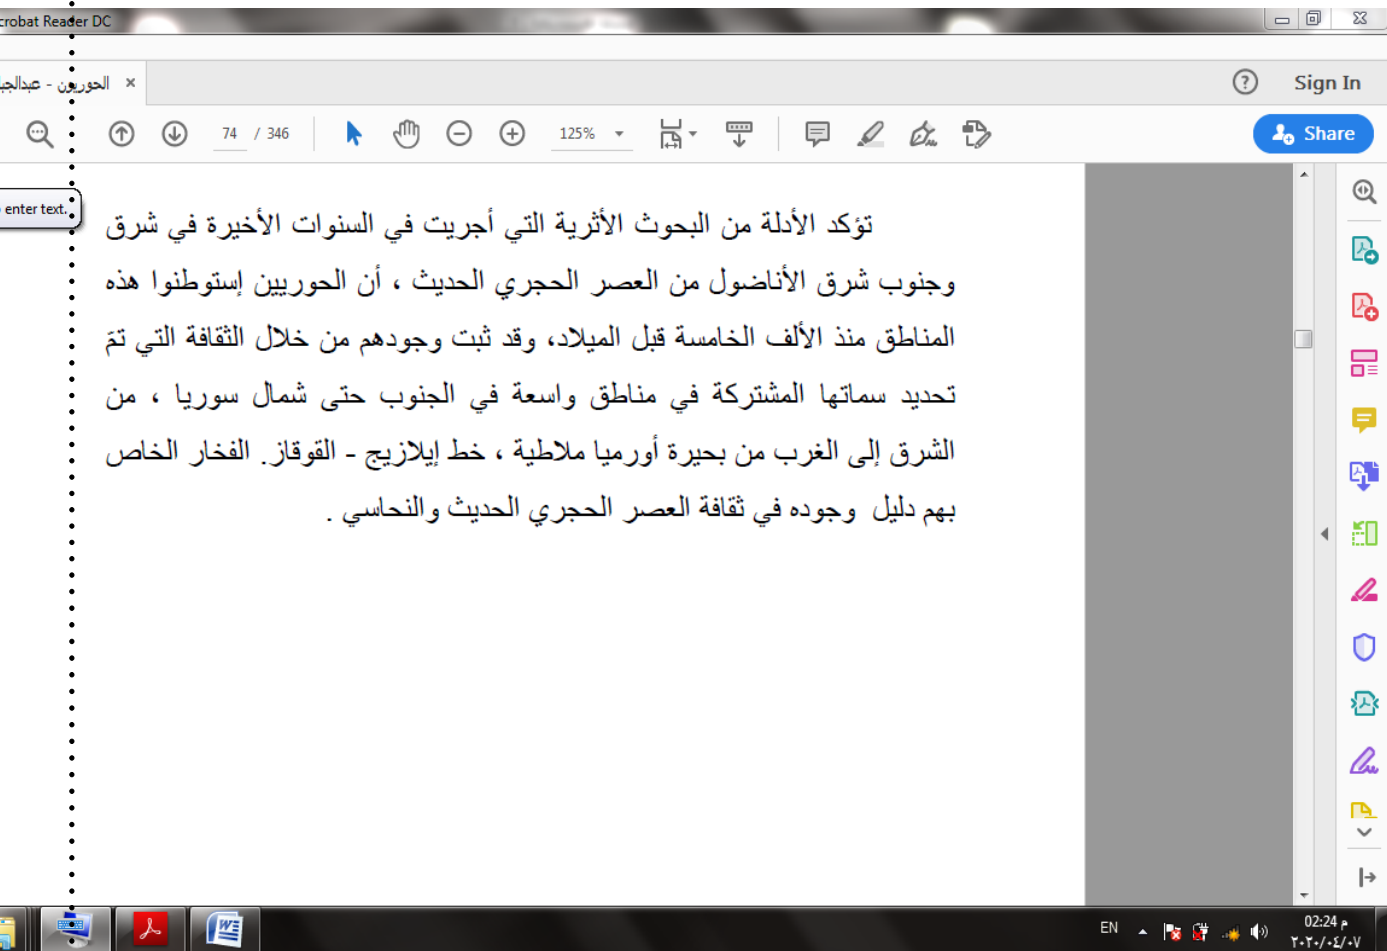 crobat Reader DC
الحوريون - عبدالجبا
Sign In
74 / 346
125%
Share
enter text.
تؤكد الأدلة من البحوث الأثرية التي أجريت في السنوات الأخيرة في شرق
وجنوب شرق الأناضول من العصر الحجري الحديث ، أن الحوريين إستوطنوا هذه
المناطق منذ الألف الخامسة قبل الميلاد، وقد ثبت وجودهم من خلال الثقافة التي تمّ
تحديد سماتها المشتركة في مناطق واسعة في الجنوب حتى شمال سوريا ، من
الشرق إلى الغرب من بحيرة أورميا ملاطية ، خط إيلازيج - القوقاز. الفخار الخاص
بهم دليل وجوده في ثقافة العصر الحجري الحديث والنحاسي .
EN
02:24 م
٢٠٢٠/٠٤/٠٧